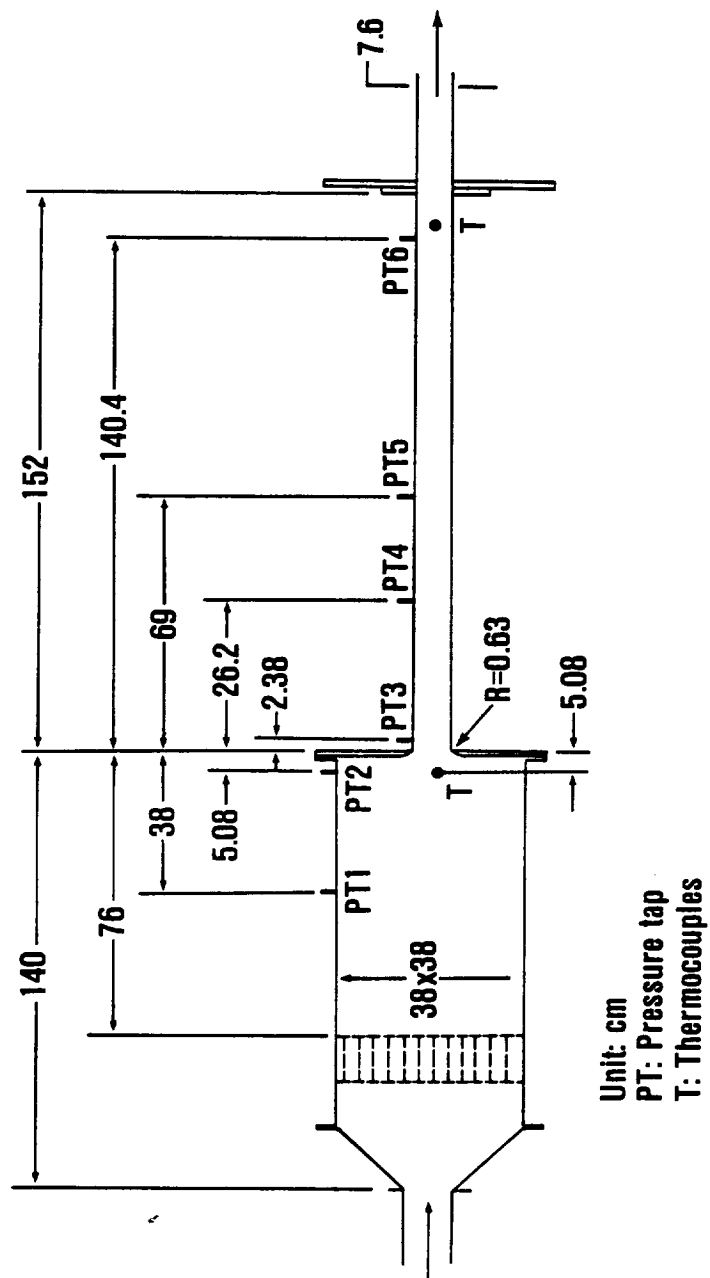 7.6
152
140.4
69
26.2
2.38
PT6
T
PT5
PT4
PT3
R=0.63
5.08
140
76
38
5.08
PT2
T
PT1
38x38
Unit: cm
PT: Pressure tap
T: Thermocouples